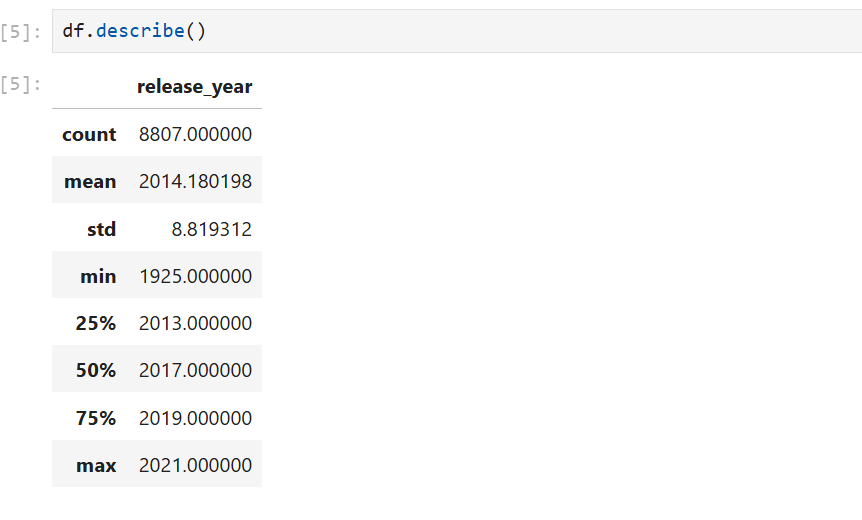 [5]: df.describe()
[5]:
release_year
count 8807.000000
mean 2014.180198
std 8.819312
min 1925.000000
25% 2013.000000
50% 2017.000000
75% 2019.000000
max 2021.000000